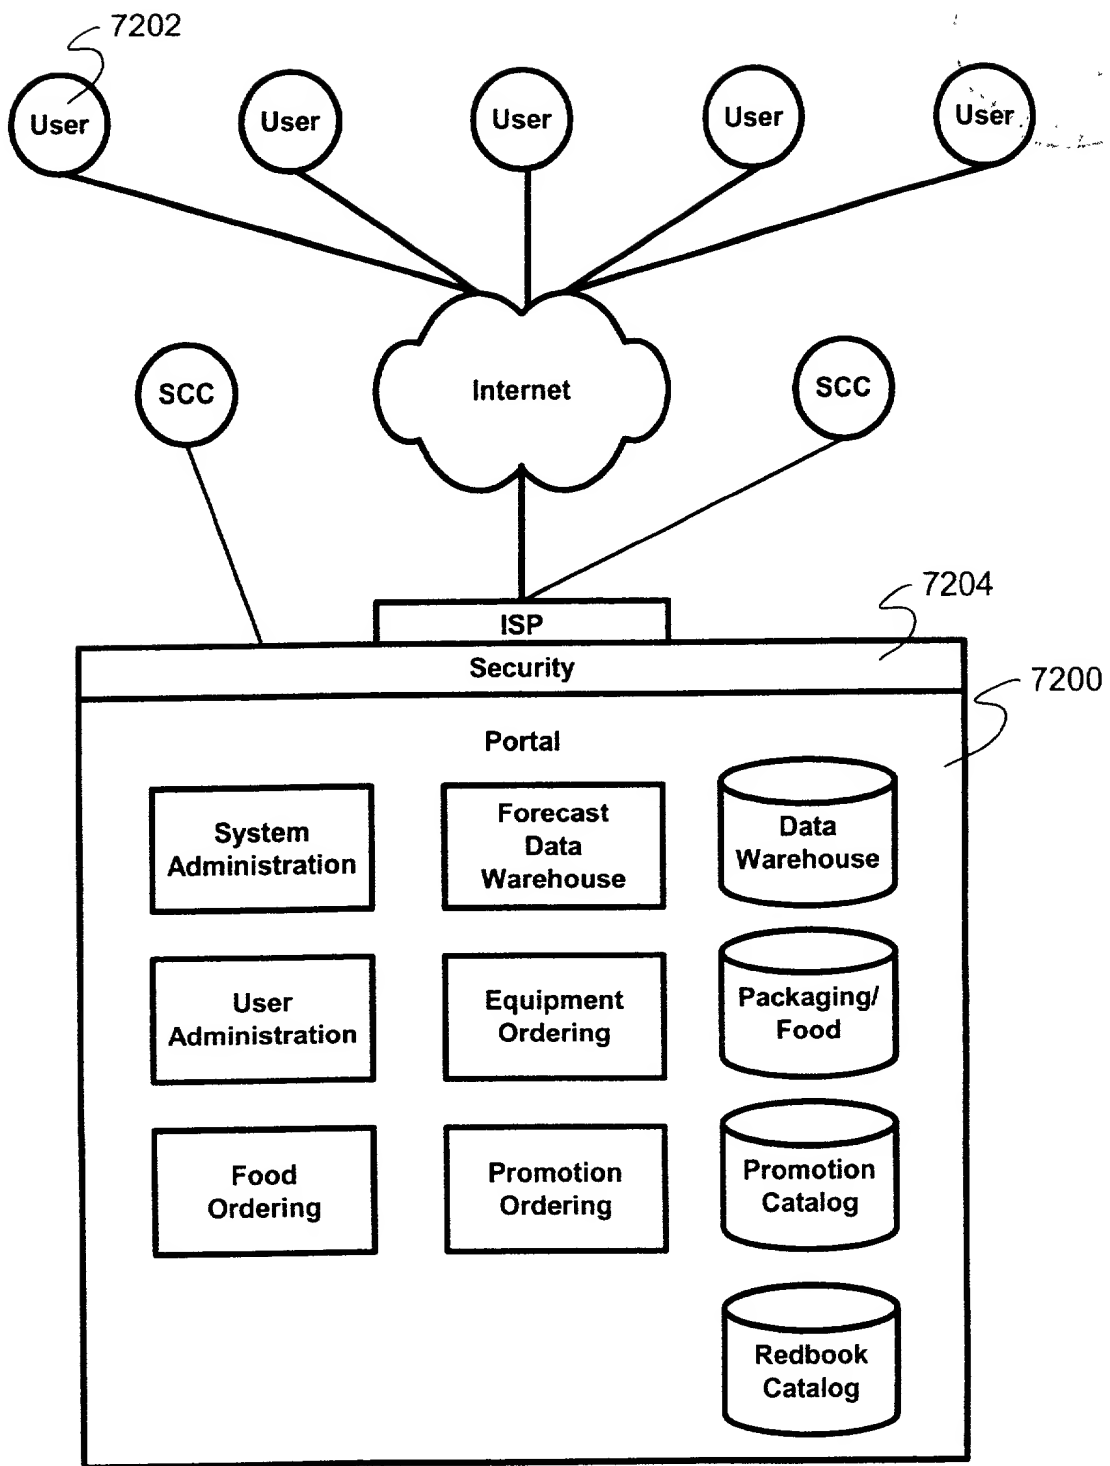 7202
User
User
User
User
User
SCC
Internet
SCC
7204
ISP
Security
7200
Portal
System
Administration
Forecast
Data
Warehouse
Data
Warehouse
User
Administration
Equipment
Ordering
Packaging/
Food
Food
Ordering
Promotion
Ordering
Promotion
Catalog
Redbook
Catalog